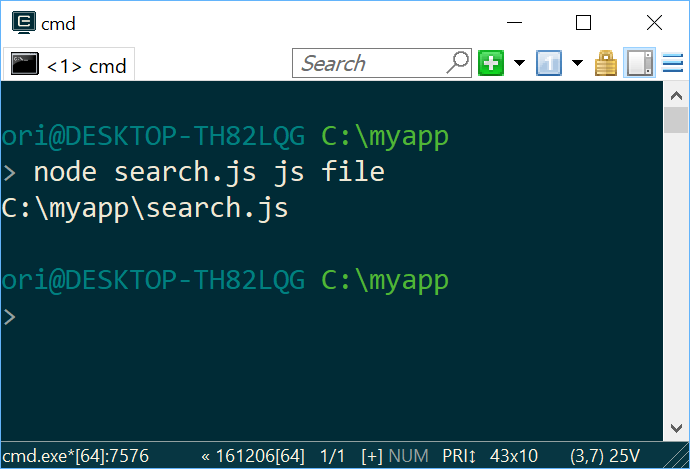 cmd
<1> cmd
Search
1
ori@DESKTOP-TH82LQG C:\myapp
> node search.js js file
C:\myapp\search.js
ori@DESKTOP-TH82LQG C:\myapp
>
cmd.exe*[64]:7576 « 161206[64] 1/1 [+] NUM PRI↕ 43x10 (3,7) 25V